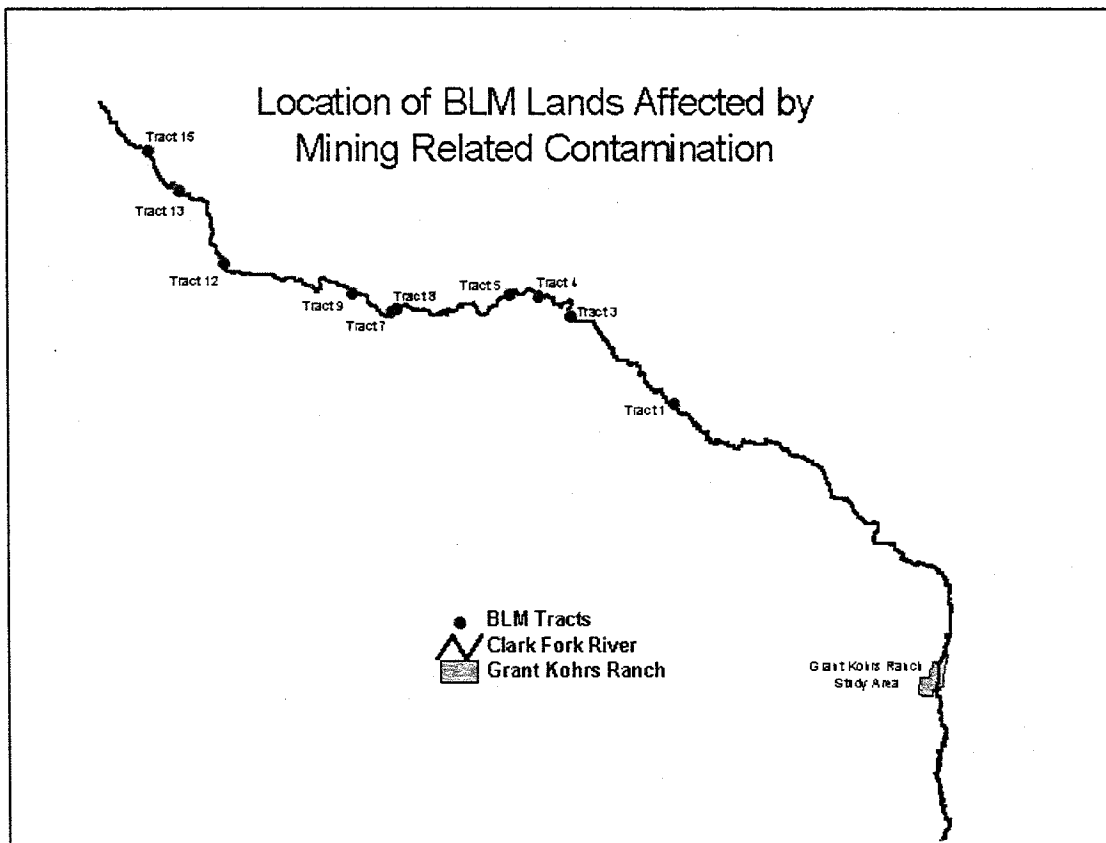 Location of BLM Lands Affected by
Mining Related Contamination
Tract 15
Tract 13
Tract 12
Tract 9
Tract 7
Tract 8
Tract 5
Tract 4
Tract 3
Tract 1
BLM Tracts
Clark Fork River
Grant Kohrs Ranch
Grant Kohrs Ranch
Study Area